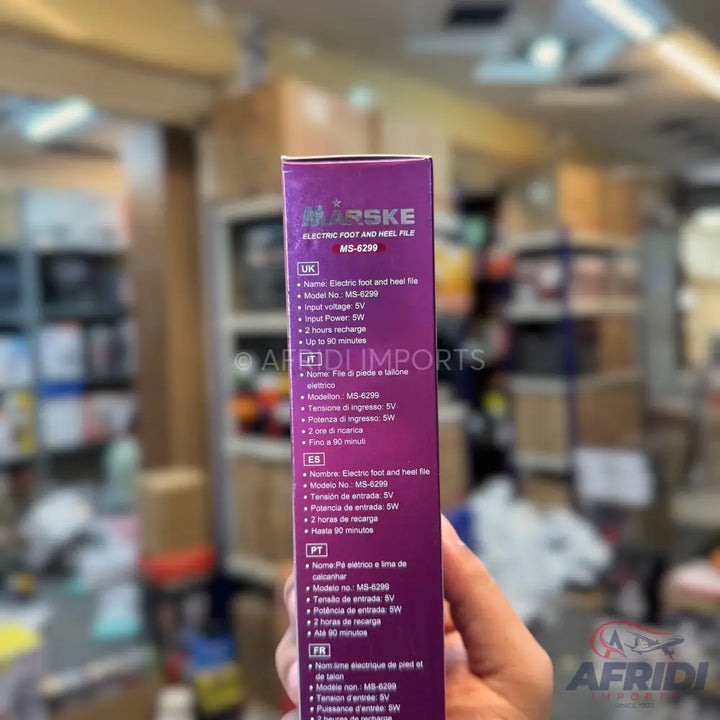 MARSKE
ELECTRIC FOOT AND HEEL FILE
MS-6299
UK
• Name: Electric foot and heel file
• Model No.: MS-6299
• Input voltage: 5V
• Input Power: 5W
• 2 hours recharge
• Up to 90 minutes
© AFRIDI IMPORTS
IT
• Nome: File di piede e tallone
elettrico
• Modellon.: MS-6299
• Tensione di ingresso: 5V
• Potenza di ingresso: 5W
• 2 ore di ricarica
• Fino a 90 minuti
ES
• Nombre: Electric foot and heel file
• Modelo No.: MS-6299
• Tensión de entrada: 5V
• Potencia de entrada: 5W
• 2 horas de recarga
• Hasta 90 minutos
PT
• Nome:Pé elétrico e lima de
calcanhar
• Modelo no.: MS-6299
• Tensão de entrada: 5V
• Potência de entrada: 5W
• 2 horas de recarga
• Até 90 minutos
FR
• Nom:lime électrique de pied et
de talon
• Modèle non.: MS-6299
• Tension d'entrée: 5V
• Puissance d'entrée: 5W
• 2 heures de recharge
AFRIDI
IMPORTS
SINCE 1993